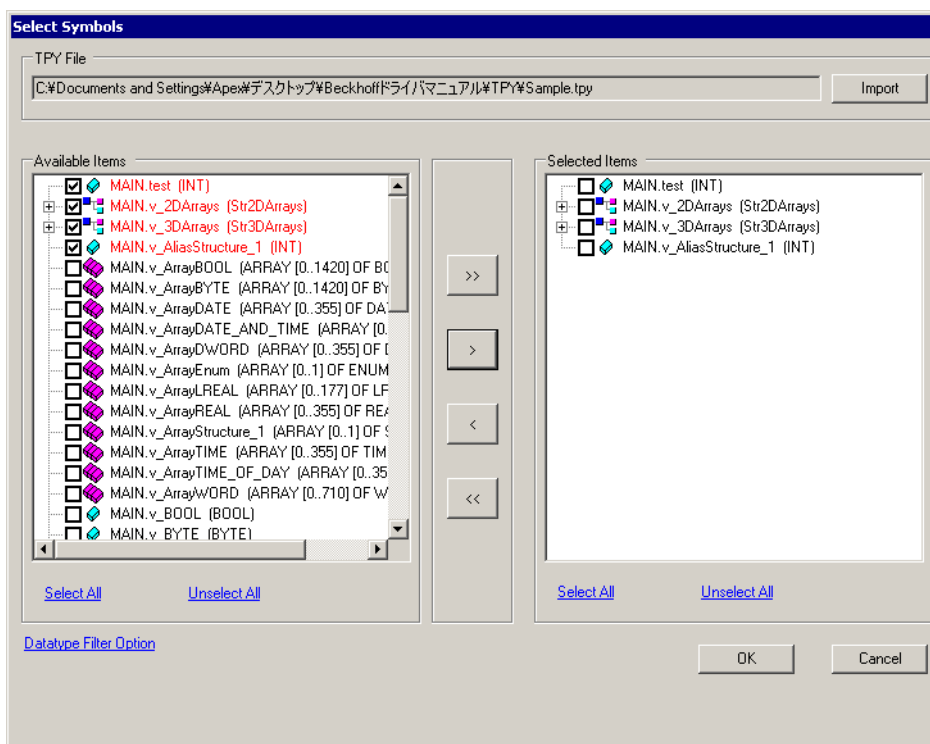 Select Symbols
TPY File
C:¥Documents and Settings¥Apex¥デスクトップ¥Beckhoffドライバマニュアル¥TPY¥Sample.tpy
Import
Available Items
MAIN.test (INT)
MAIN.v_2DArrays (Str2DArrays)
MAIN.v_3DArrays (Str3DArrays)
MAIN.v_AliasStructure_1 (INT)
MAIN.v_ArrayBOOL (ARRAY [0..1420] OF BO
MAIN.v_ArrayBYTE (ARRAY [0..1420] OF BY
MAIN.v_ArrayDATE (ARRAY [0..355] OF DA
MAIN.v_ArrayDATE_AND_TIME (ARRAY [0.
MAIN.v_ArrayDWORD (ARRAY [0..355] OF D
MAIN.v_ArrayEnum (ARRAY [0..1] OF ENUM
MAIN.v_ArrayLREAL (ARRAY [0..177] OF LF
MAIN.v_ArrayREAL (ARRAY [0..355] OF REA
MAIN.v_ArrayStructure_1 (ARRAY [0..1] OF S
MAIN.v_ArrayTIME (ARRAY [0..355] OF TIM
MAIN.v_ArrayTIME_OF_DAY (ARRAY [0..35
MAIN.v_ArrayWORD (ARRAY [0..710] OF W
MAIN.v_BOOL (BOOL)
MAIN.v_BYTE (BYTE)
Select All
Unselect All
>>
>
<
<<
Selected Items
MAIN.test (INT)
MAIN.v_2DArrays (Str2DArrays)
MAIN.v_3DArrays (Str3DArrays)
MAIN.v_AliasStructure_1 (INT)
Select All
Unselect All
Datatype Filter Option
OK
Cancel